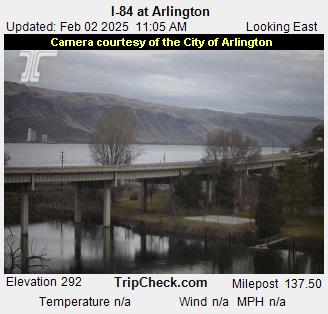 I-84 at Arlington
Updated: Feb 02 2025 11:05 AM Looking East
Camera courtesy of the City of Arlington
Elevation 292 TripCheck.com Milepost 137.50
Temperature n/a Wind n/a MPH n/a